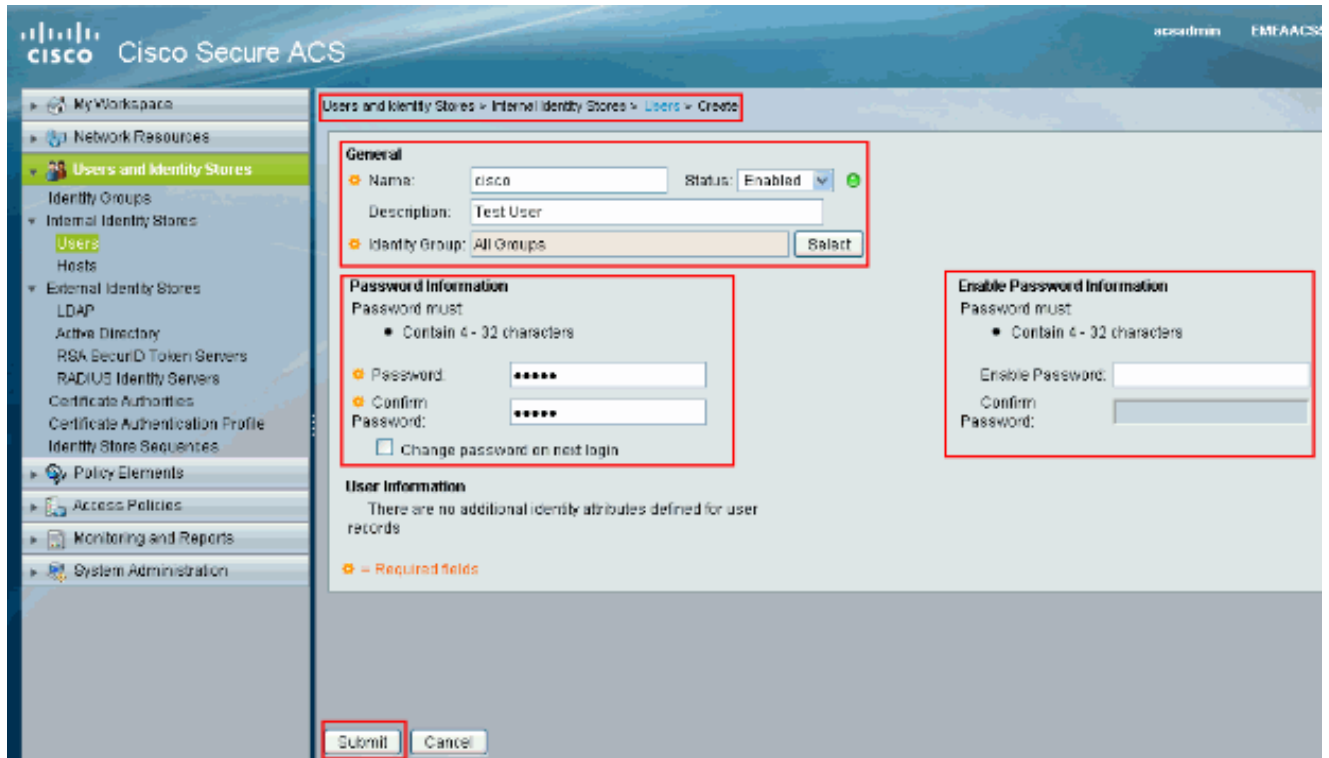 cisco Cisco Secure ACS
acsadmin EMEAACS5
My Workspace
Network Resources
Users and Identity Stores
Identity Groups
Internal Identity Stores
Users
Hosts
External Identity Stores
LDAP
Active Directory
RSA SecurID Token Servers
RADIUS Identity Servers
Certificate Authorities
Certificate Authentication Profile
Identity Store Sequences
Policy Elements
Access Policies
Monitoring and Reports
System Administration
Users and Identity Stores > Internal Identity Stores > Users > Create
General
Name: cisco Status: Enabled
Description: Test User
Identity Group: All Groups Select
Password Information
Password must
• Contain 4 - 32 characters
Password: •••••
Confirm
Password: •••••
Change password on next login
Enable Password Information
Password must
• Contain 4 - 32 characters
Enable Password:
Confirm
Password:
User Information
There are no additional identity attributes defined for user
records
= Required fields
Submit Cancel